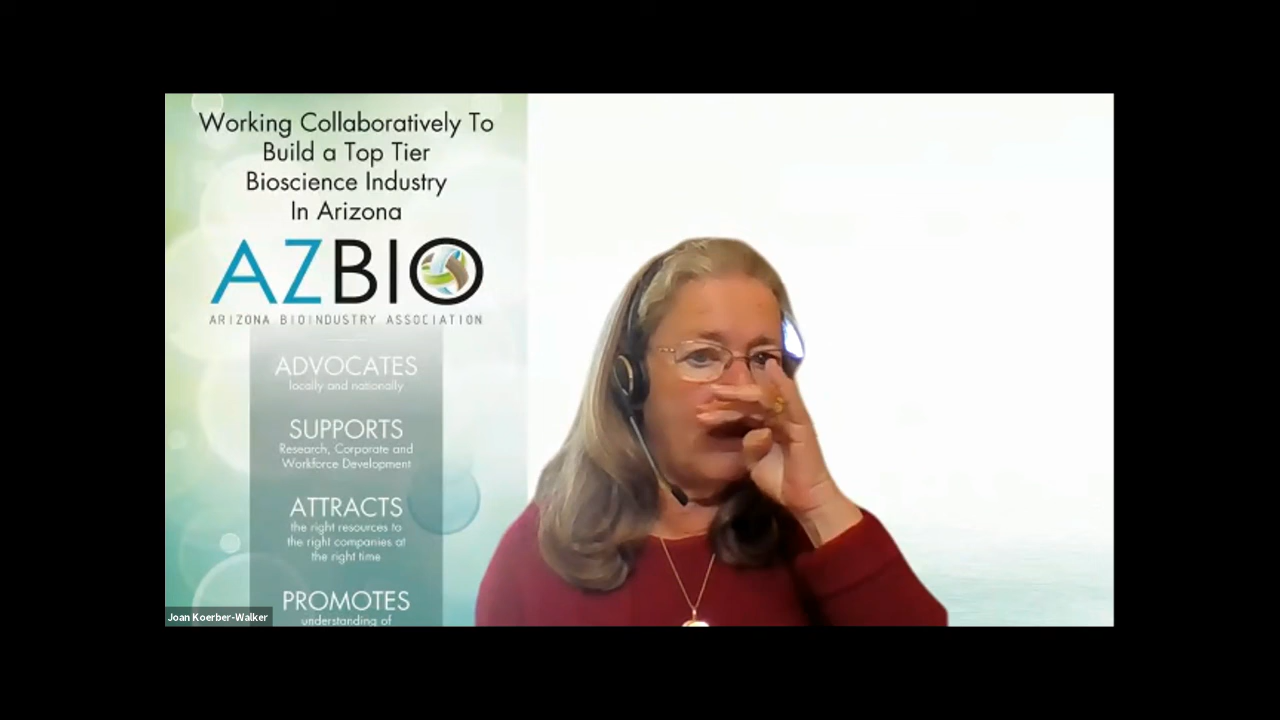 Working Collaboratively To
Build a Top Tier
Bioscience Industry
In Arizona
AZBIO
ARIZONA BIOINDUSTRY ASSOCIATION
ADVOCATES
locally and nationally
SUPPORTS
Research, Corporate and
Workforce Development
ATTRACTS
the right resources to
the right companies at
the right time
PROMOTES
understanding of
Joan Koerber-Walker